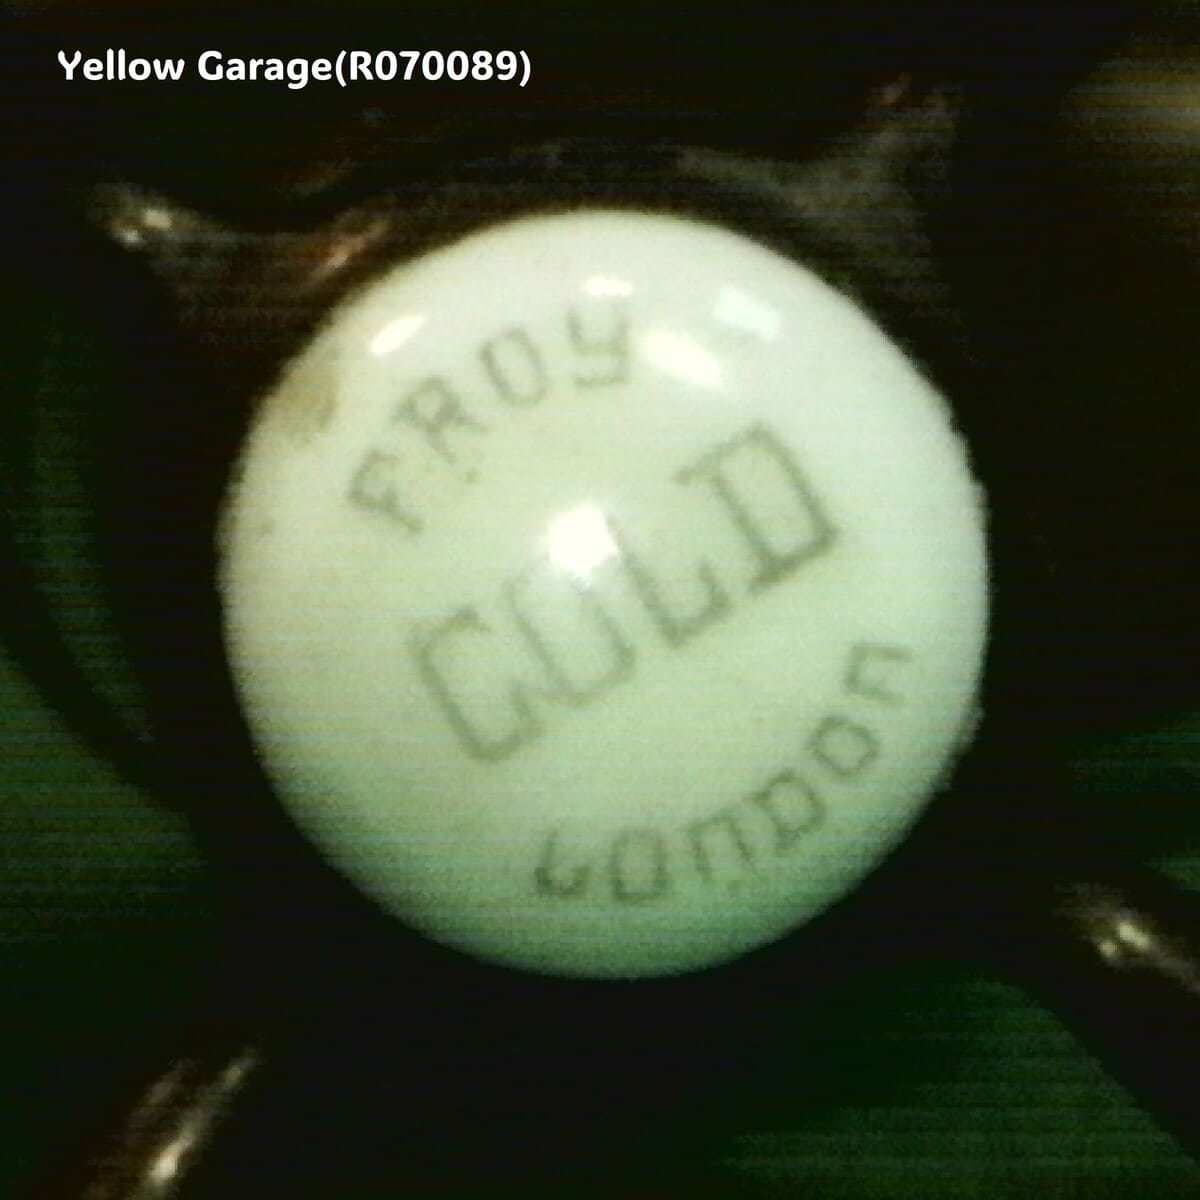 Yellow Garage(R070089)
FROY
COLD
LONDON